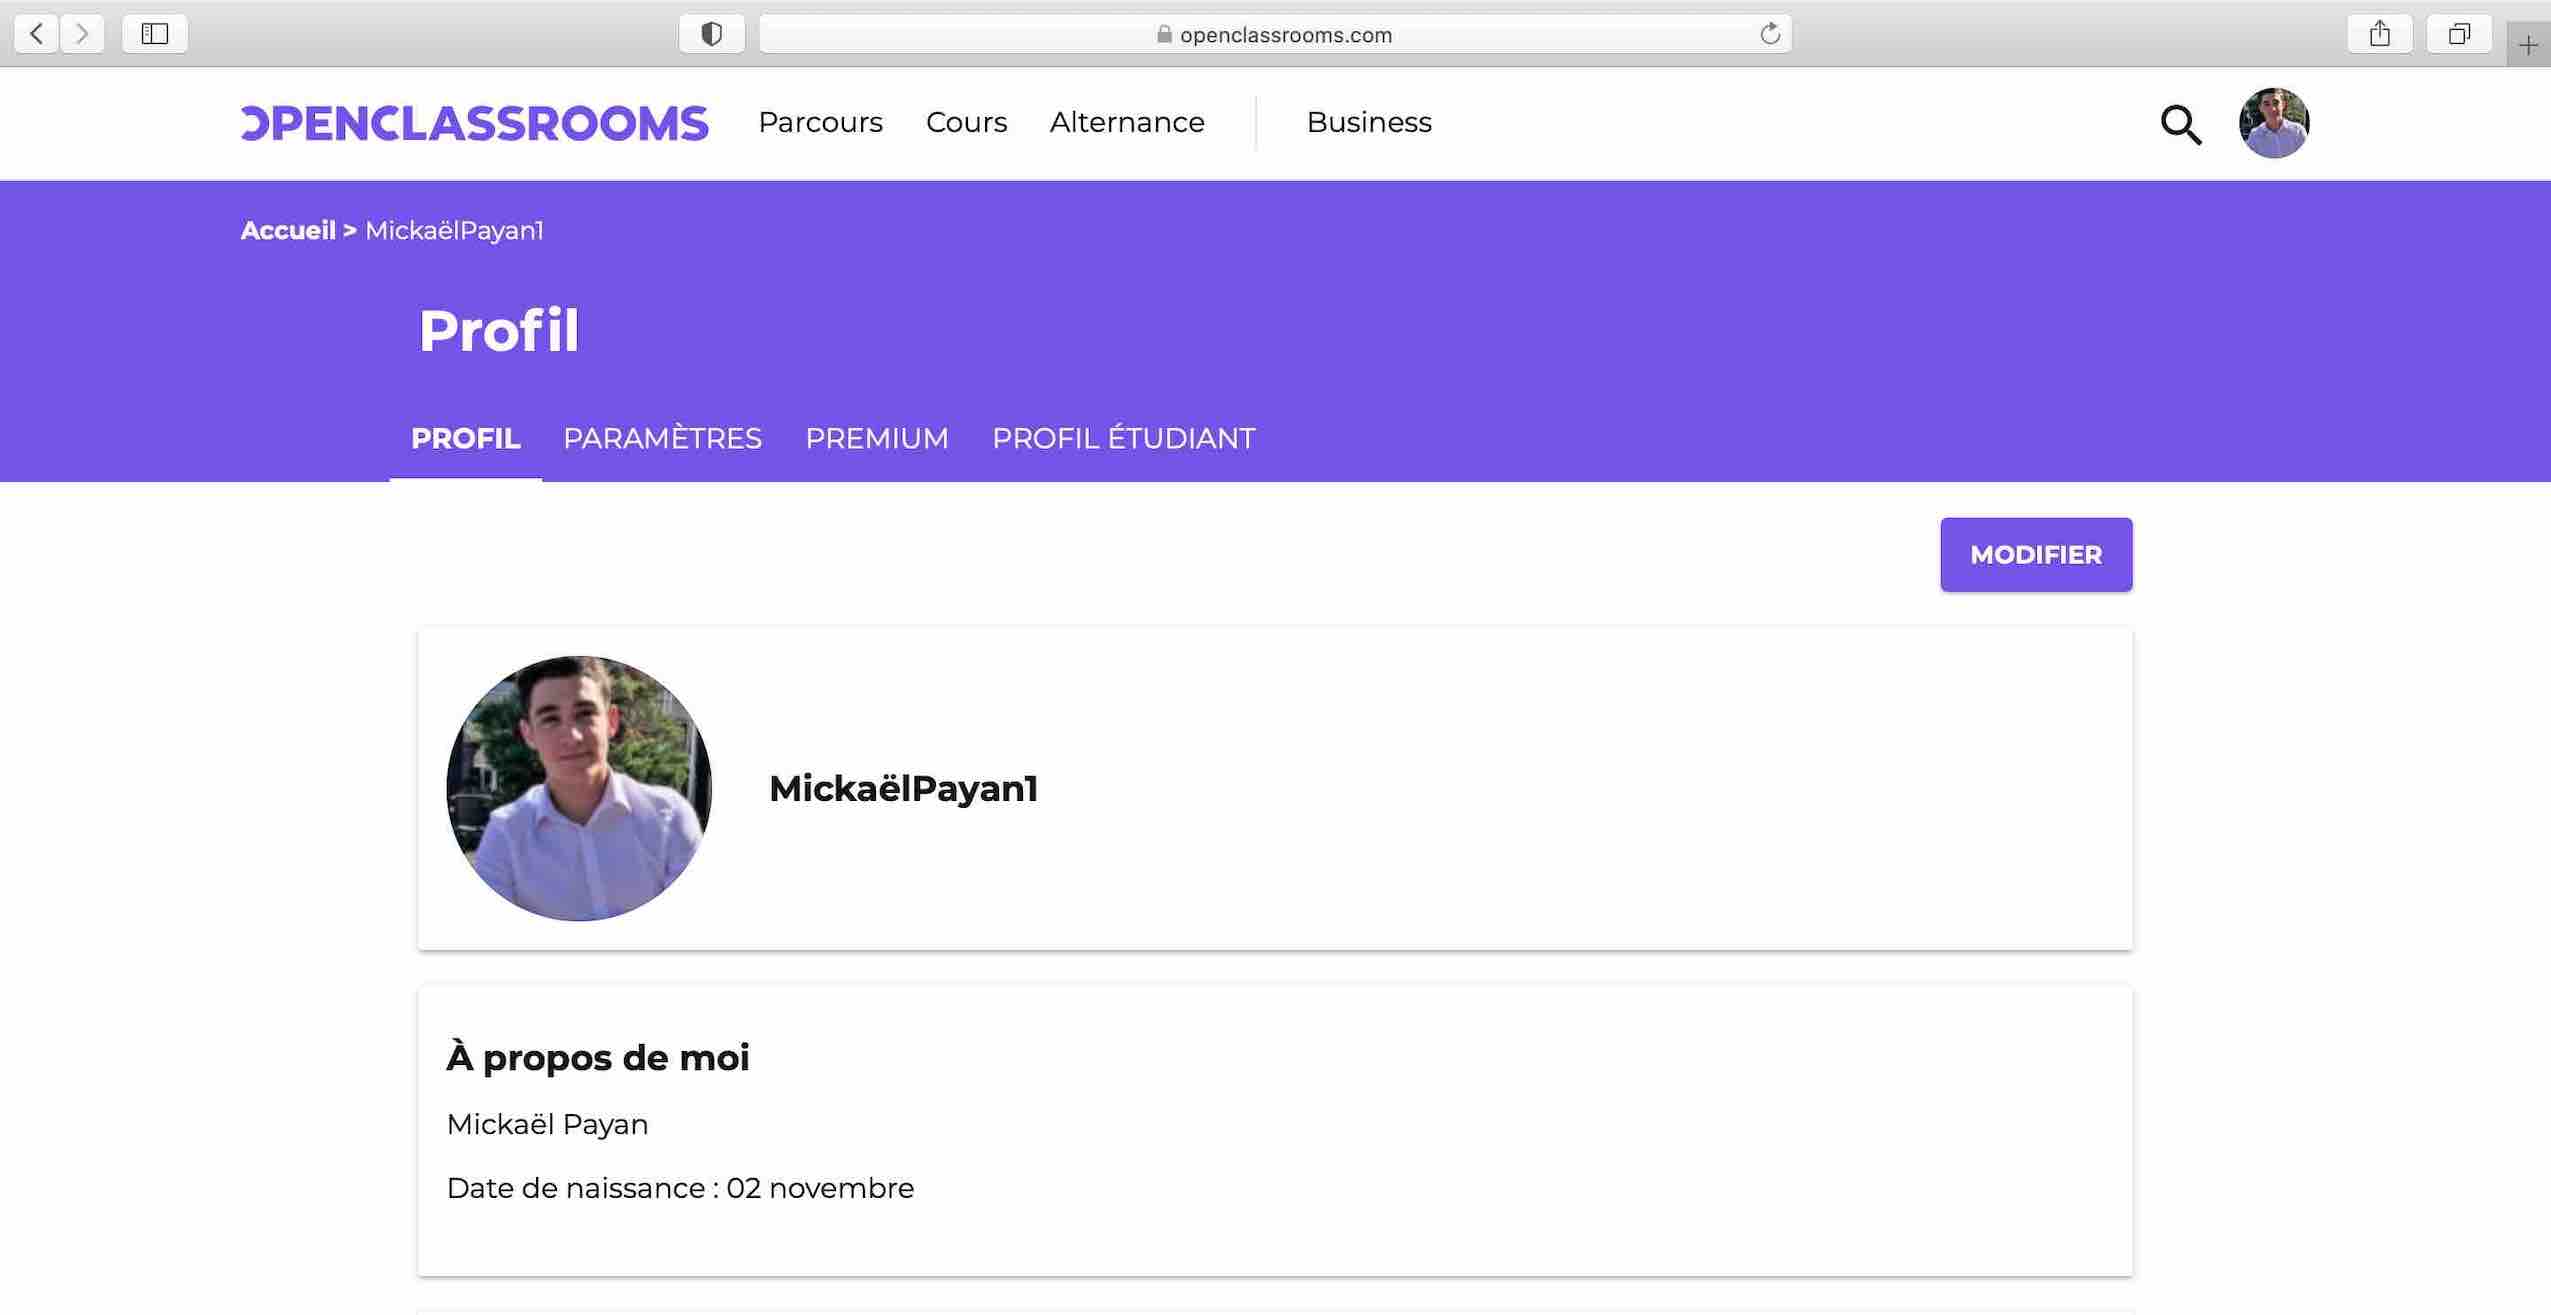 openclassrooms.com
OPENCLASSROOMS Parcours Cours Alternance Business
Accueil > MickaëlPayan1
Profil
PROFIL PARAMÈTRES PREMIUM PROFIL ÉTUDIANT
MODIFIER
MickaëlPayan1
À propos de moi
Mickaël Payan
Date de naissance : 02 novembre